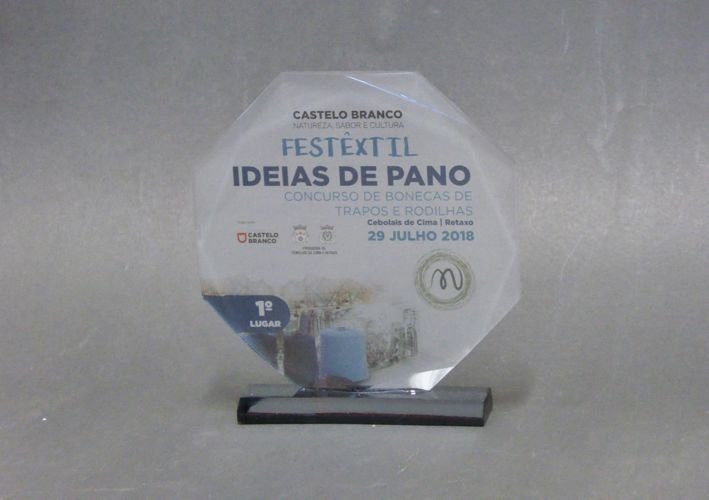 CASTELO BRANCO
NATUREZA, SABOR E CULTURA
FESTÊXTIL
IDEIAS DE PANO
CONCURSO DE BONECAS DE
TRAPOS E RODILHAS
Cebolais de Cima | Retaxo
29 JULHO 2018
CASTELO
BRANCO
1º
LUGAR